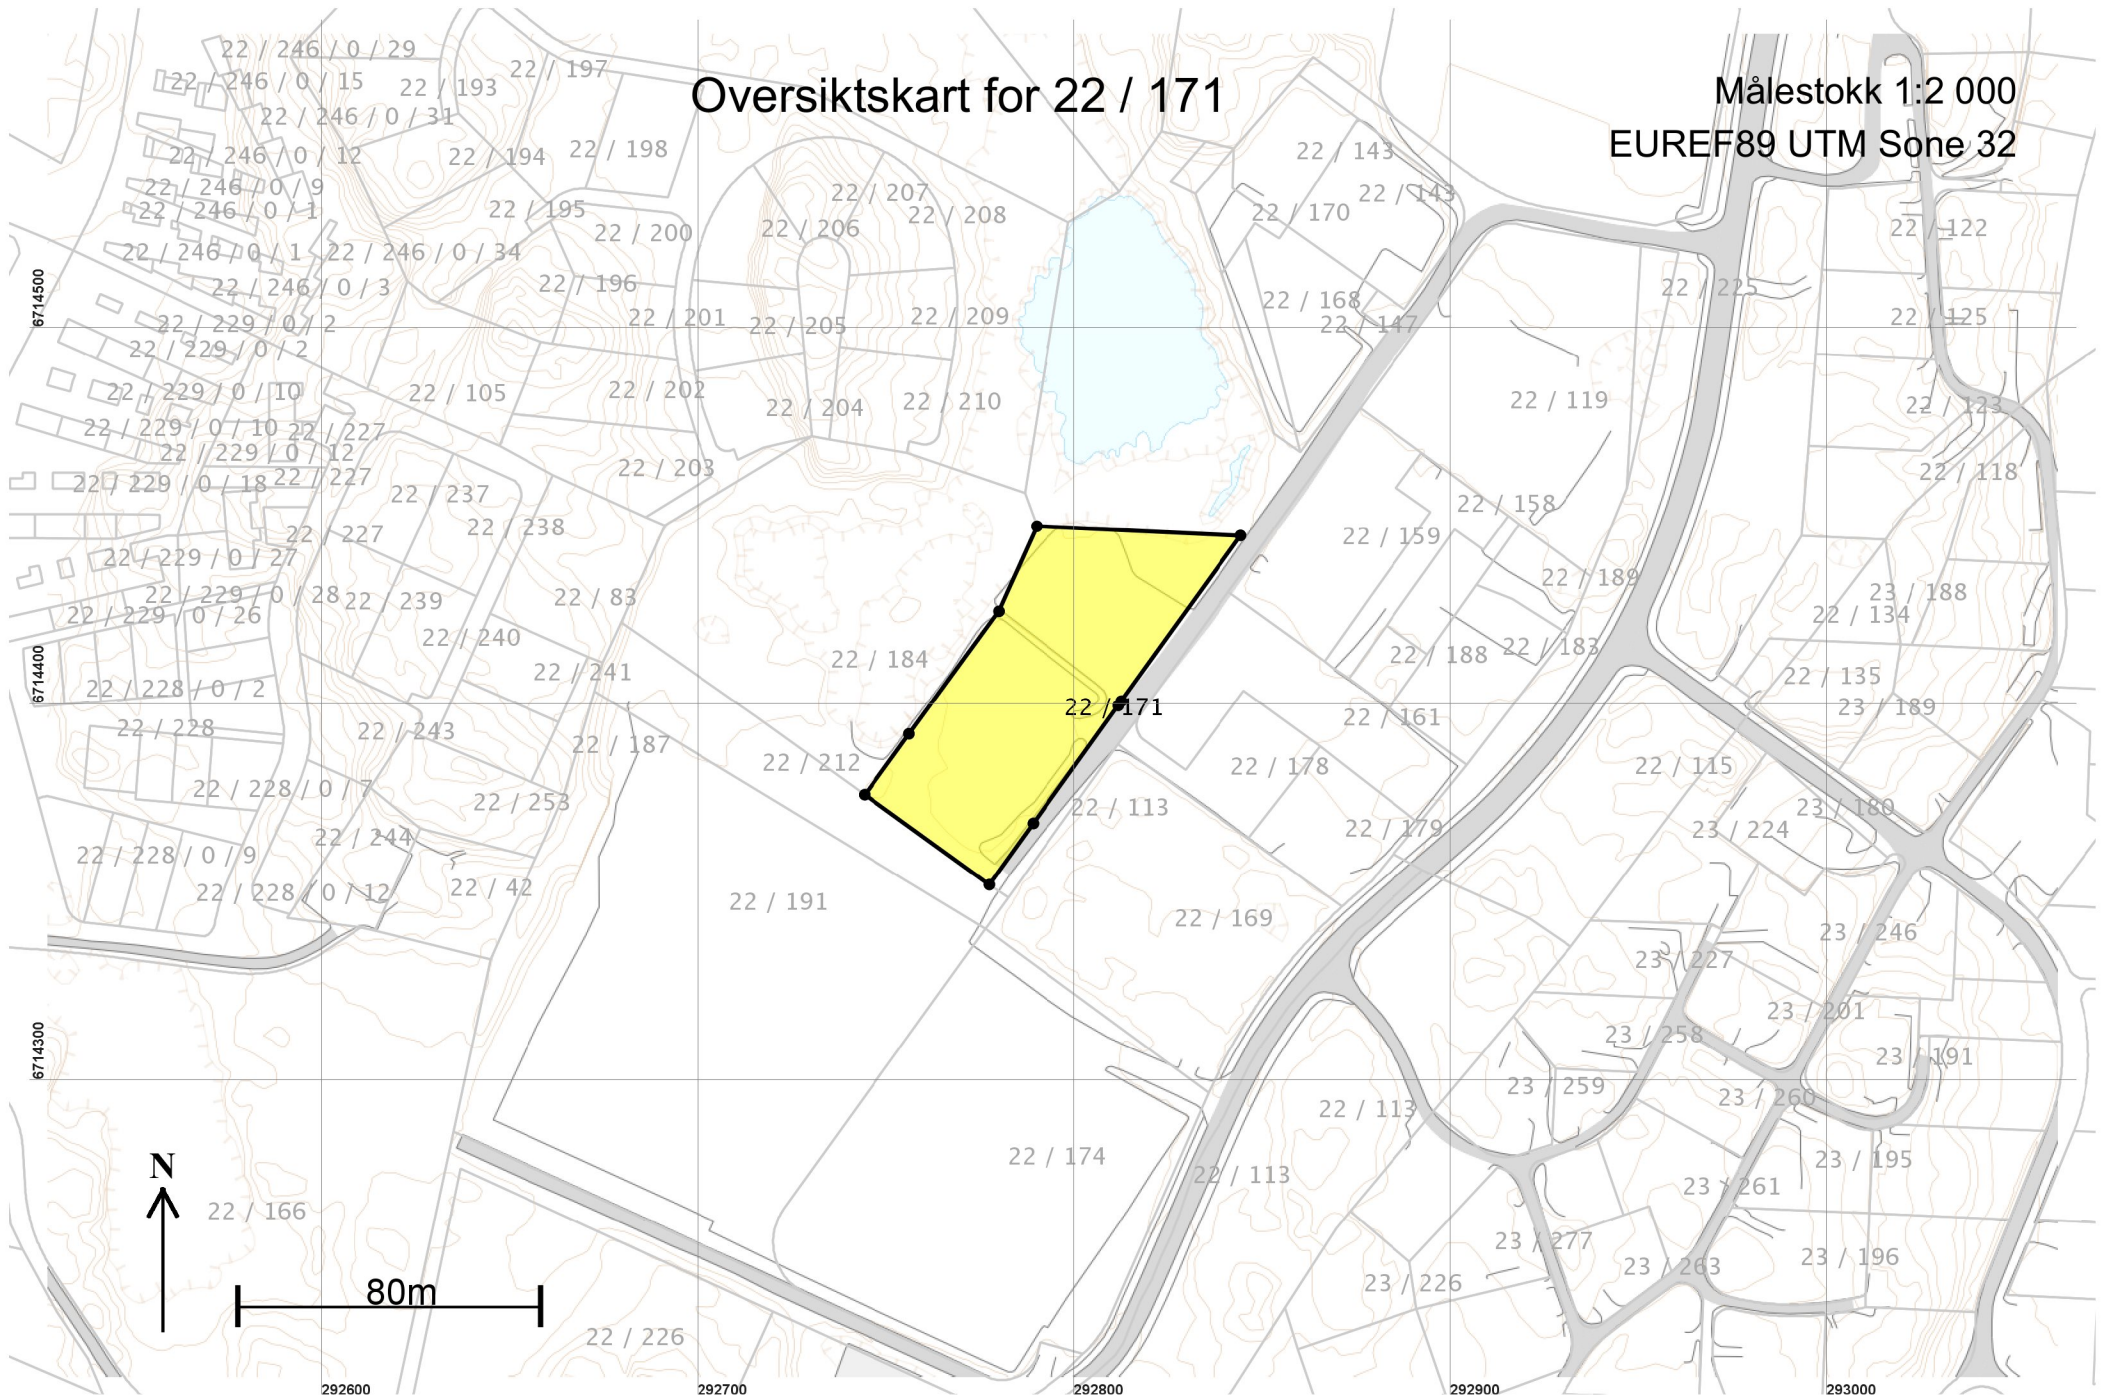 Oversiktskart for 22 / 171
Målestokk 1:2 000
EUREF89 UTM Sone 32
22 / 246 / 0 / 29
22 / 246 / 0 / 15
22 / 193
22 / 197
22 / 246 / 0 / 31
22 / 246 / 0 / 12
22 / 194
22 / 198
22 / 143
22 / 246 / 0 / 9
22 / 207
22 / 143
22 / 246 / 0 / 1
22 / 195
22 / 208
22 / 170
22 / 200
22 / 206
22 / 122
22 / 246 / 0 / 1
22 / 246 / 0 / 34
22 / 246 / 0 / 3
22 / 196
22 / 168
22 / 225
6714500
22 / 229 / 0 / 2
22 / 201
22 / 205
22 / 209
22 / 147
22 / 125
22 / 229 / 0 / 2
22 / 229 / 0 / 10
22 / 105
22 / 202
22 / 204
22 / 210
22 / 119
22 / 123
22 / 229 / 0 / 10
22 / 227
22 / 229 / 0 / 12
22 / 203
22 / 118
22 / 229 / 0 / 18
22 / 227
22 / 237
22 / 158
22 / 227
22 / 238
22 / 159
22 / 229 / 0 / 27
22 / 189
22 / 229 / 0 / 28
22 / 239
22 / 83
23 / 188
22 / 229 / 0 / 26
22 / 134
22 / 240
22 / 184
22 / 188
22 / 183
6714400
22 / 228 / 0 / 2
22 / 241
22 / 135
22 / 171
22 / 161
23 / 189
22 / 228
22 / 243
22 / 187
22 / 212
22 / 178
22 / 115
22 / 228 / 0 / 7
22 / 253
22 / 113
23 / 180
22 / 244
22 / 179
23 / 224
22 / 228 / 0 / 9
22 / 228 / 0 / 12
22 / 42
22 / 191
22 / 169
23 / 246
23 / 227
23 / 201
6714300
23 / 258
23 / 191
23 / 259
23 / 260
22 / 113
22 / 174
23 / 195
N
22 / 113
23 / 261
22 / 166
23 / 277
23 / 196
23 / 263
80m
23 / 226
22 / 226
292600
292700
292800
292900
293000